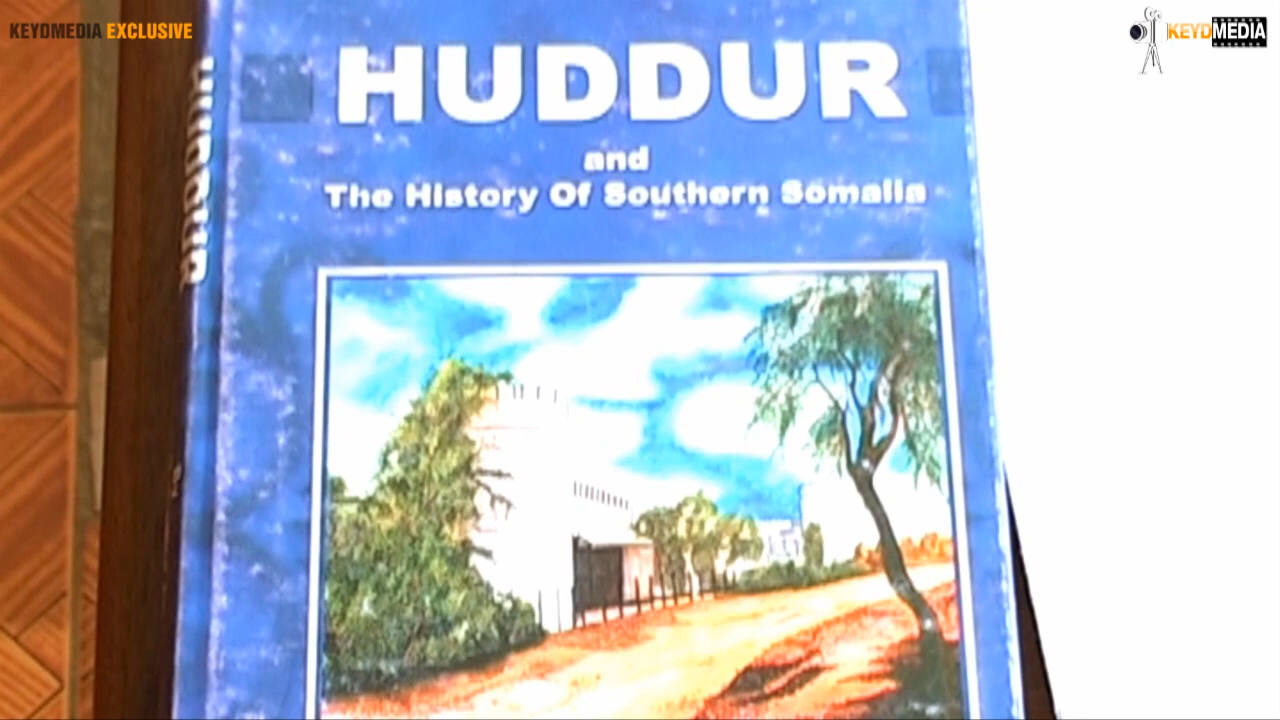 KEYDMEDIA EXCLUSIVE
KEYDMEDIA
HUDDUR
and
The History Of Southern Somalia
HUDDUR